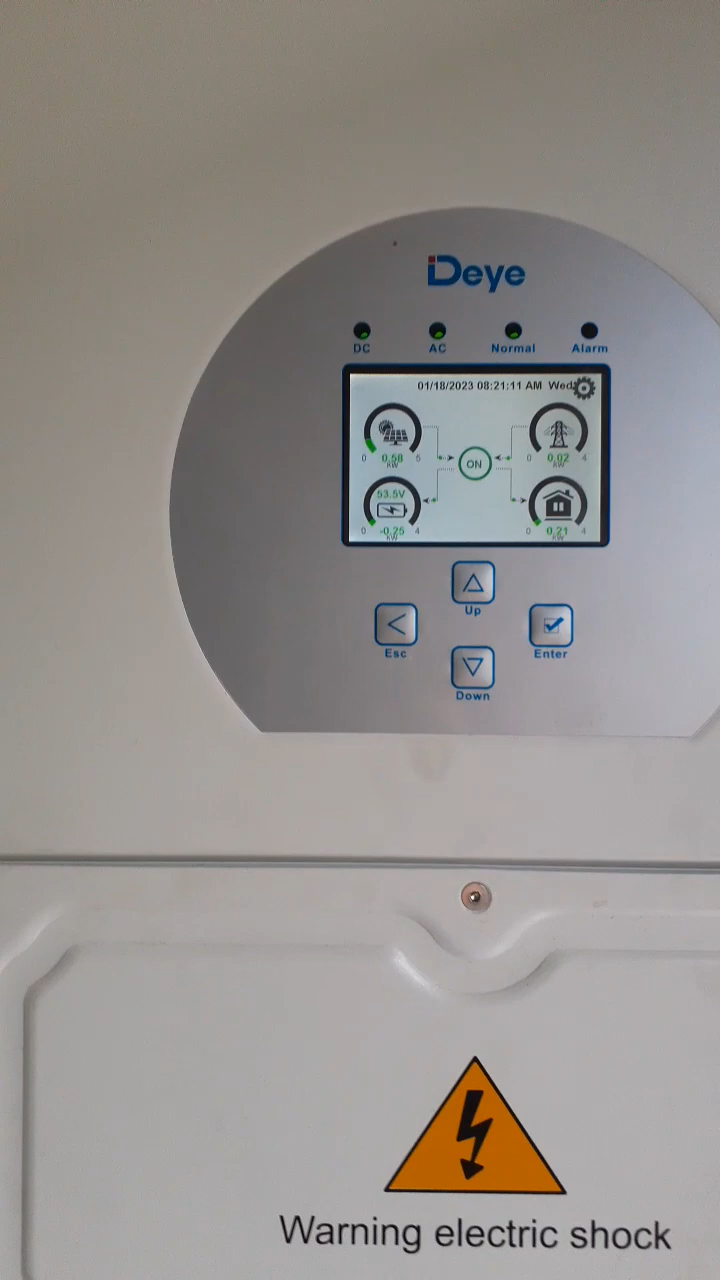 Deye
DC AC Normal Alarm
01/18/2023 08:21:11 AM Wed
0 0.58 6
KW
0 0.02 4
KW
ON
53.5V
0 -0.25 4
KW
0 0.21 4
KW
Up
Esc
Enter
Down
Warning electric shock